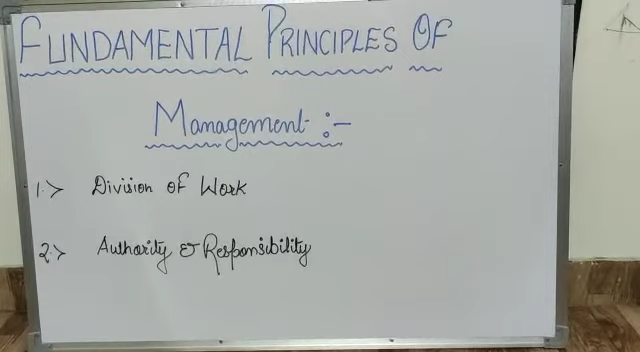 FUNDAMENTAL PRINCIPLES OF
Management :-
1.> Division of Work
2.> Authority & Responsibility